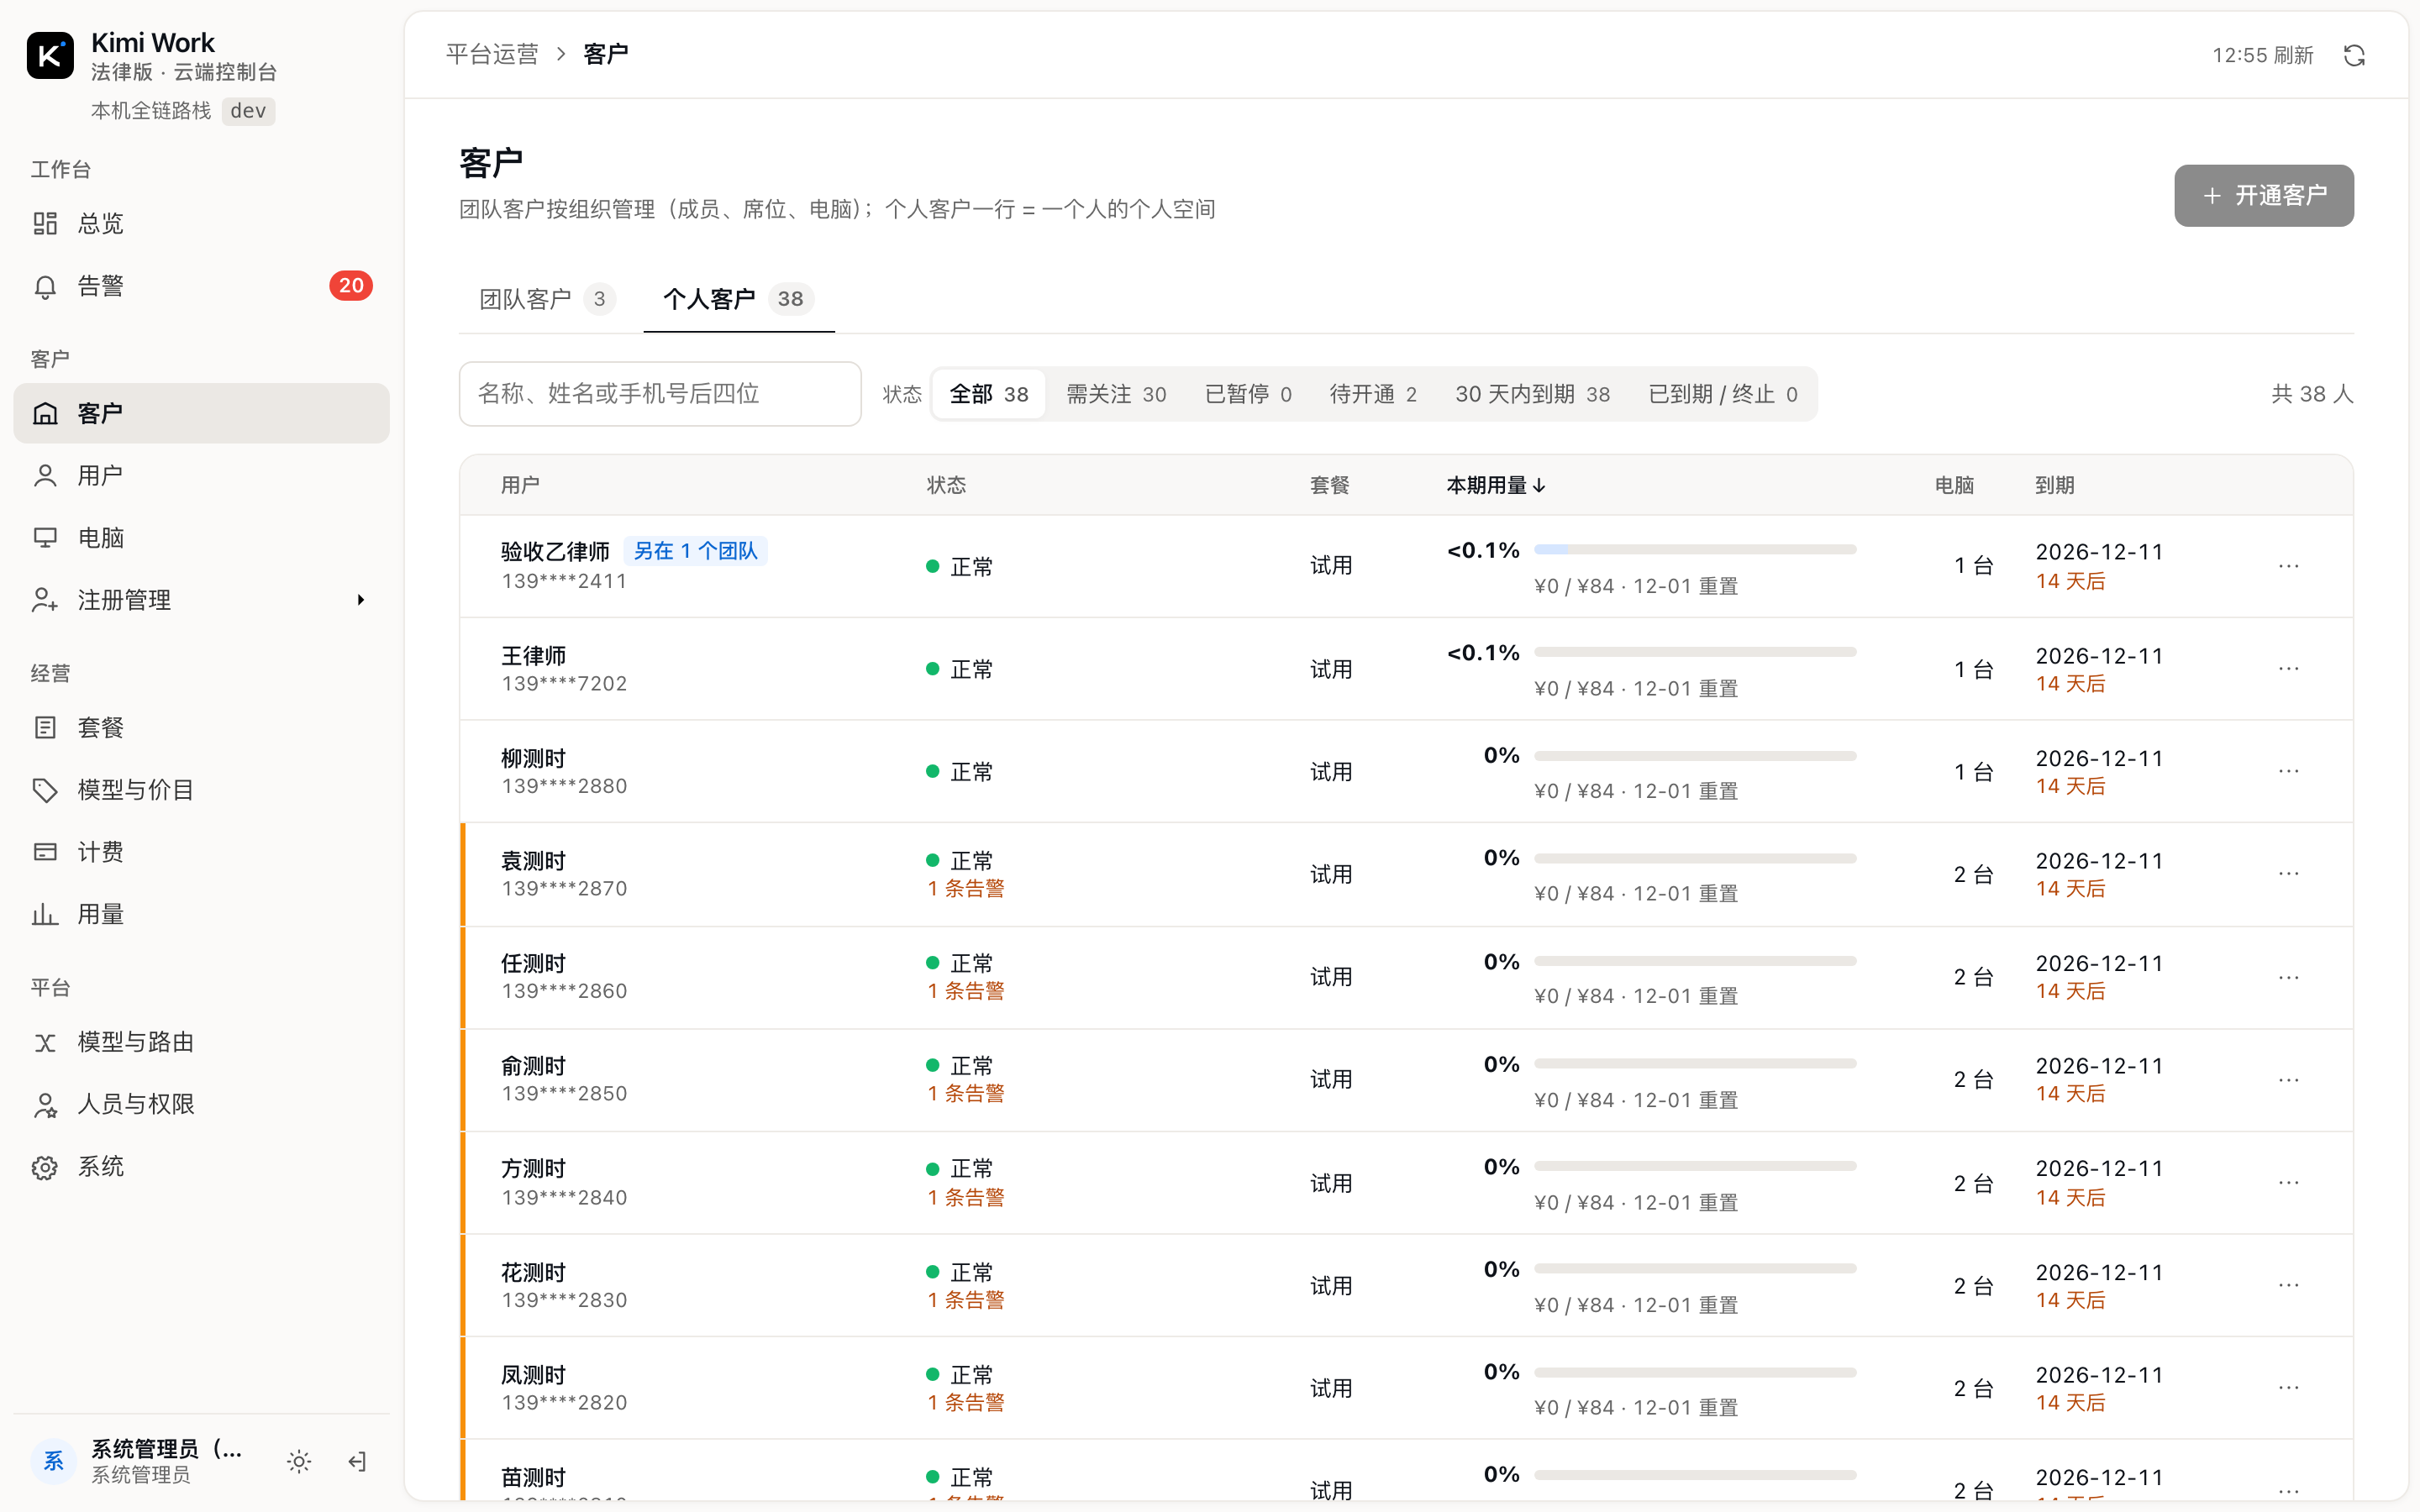 Kimi Work
法律版 · 云端控制台
本机全链路栈 dev
工作台
总览
告警 20
客户
客户
用户
电脑
注册管理
经营
套餐
模型与价目
计费
用量
平台
模型与路由
人员与权限
系统
系 系统管理员（...
系统管理员
平台运营 > 客户
12:55 刷新
客户
团队客户按组织管理（成员、席位、电脑）；个人客户一行 = 一个人的个人空间
+ 开通客户
团队客户 3 个人客户 38
名称、姓名或手机号后四位 状态 全部 38 需关注 30 已暂停 0 待开通 2 30 天内到期 38 已到期 / 终止 0 共 38 人
用户 状态 套餐 本期用量↓ 电脑 到期
验收乙律师 另在 1 个团队 正常 试用 <0.1% 1 台 2026-12-11 ...
139****2411 ¥0 / ¥84 · 12-01 重置 14 天后
王律师 正常 试用 <0.1% 1 台 2026-12-11 ...
139****7202 ¥0 / ¥84 · 12-01 重置 14 天后
柳测时 正常 试用 0% 1 台 2026-12-11 ...
139****2880 ¥0 / ¥84 · 12-01 重置 14 天后
袁测时 正常 试用 0% 2 台 2026-12-11 ...
139****2870 1 条告警 ¥0 / ¥84 · 12-01 重置 14 天后
任测时 正常 试用 0% 2 台 2026-12-11 ...
139****2860 1 条告警 ¥0 / ¥84 · 12-01 重置 14 天后
俞测时 正常 试用 0% 2 台 2026-12-11 ...
139****2850 1 条告警 ¥0 / ¥84 · 12-01 重置 14 天后
方测时 正常 试用 0% 2 台 2026-12-11 ...
139****2840 1 条告警 ¥0 / ¥84 · 12-01 重置 14 天后
花测时 正常 试用 0% 2 台 2026-12-11 ...
139****2830 1 条告警 ¥0 / ¥84 · 12-01 重置 14 天后
凤测时 正常 试用 0% 2 台 2026-12-11 ...
139****2820 1 条告警 ¥0 / ¥84 · 12-01 重置 14 天后
苗测时 正常 试用 0% 2 台 2026-12-11 ...